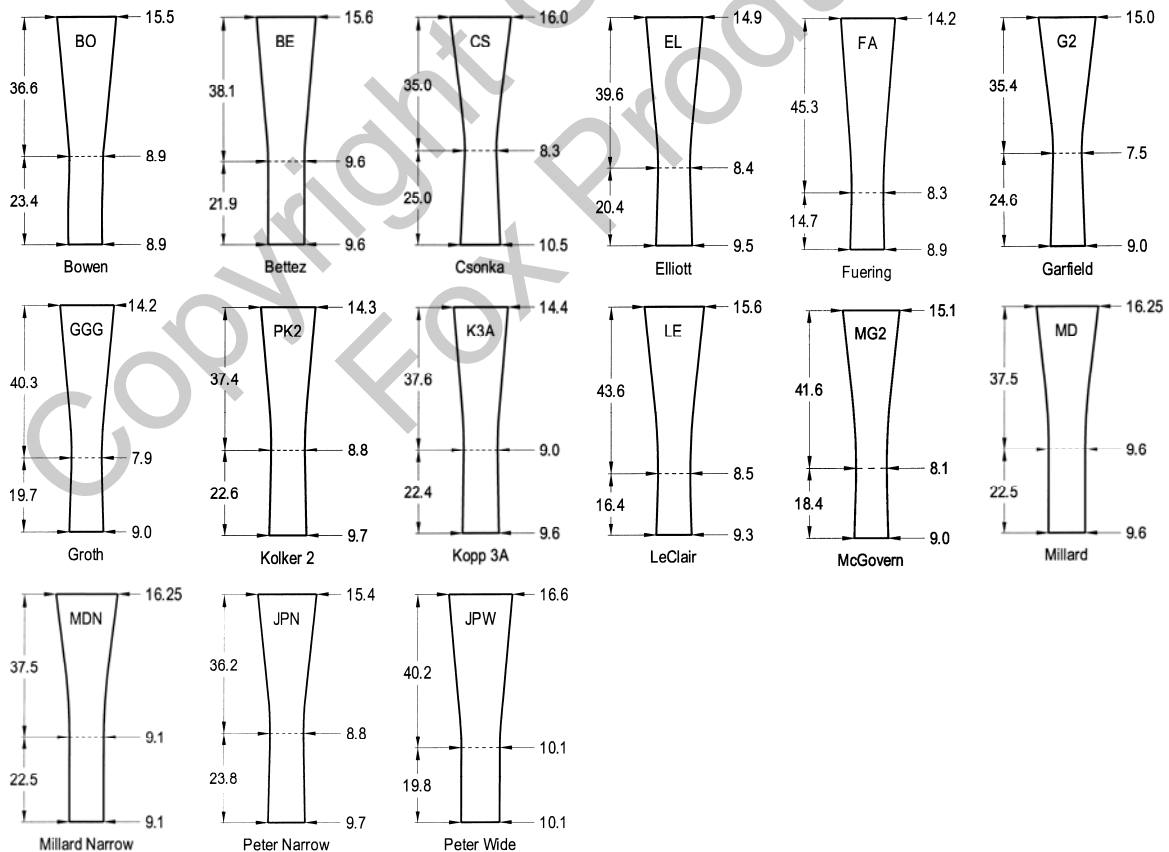 15.5 15.6 16.0 14.9 14.2 15.0
BO BE CS EL FA G2
36.6 38.1 35.0 39.6 45.3 35.4
8.9 9.6 8.3 8.4 8.3 7.5
23.4 21.9 25.0 20.4 14.7 24.6
8.9 9.6 10.5 9.5 8.9 9.0
Bowen Bettez Csonka Elliott Fuering Garfield
14.2 14.3 14.4 15.6 15.1 16.25
GGG PK2 K3A LE MG2 MD
40.3 37.4 37.6 43.6 41.6 37.5
7.9 8.8 9.0 8.5 8.1 9.6
19.7 22.6 22.4 16.4 18.4 22.5
9.0 9.7 9.6 9.3 9.0 9.6
Groth Kolker 2 Kopp 3A LeClair McGovern Millard
16.25 15.4 16.6
MDN JPN JPW
37.5 36.2 40.2
9.1 8.8 10.1
22.5 23.8 19.8
9.1 9.7 10.1
Millard Narrow Peter Narrow Peter Wide
Copyright
Fox